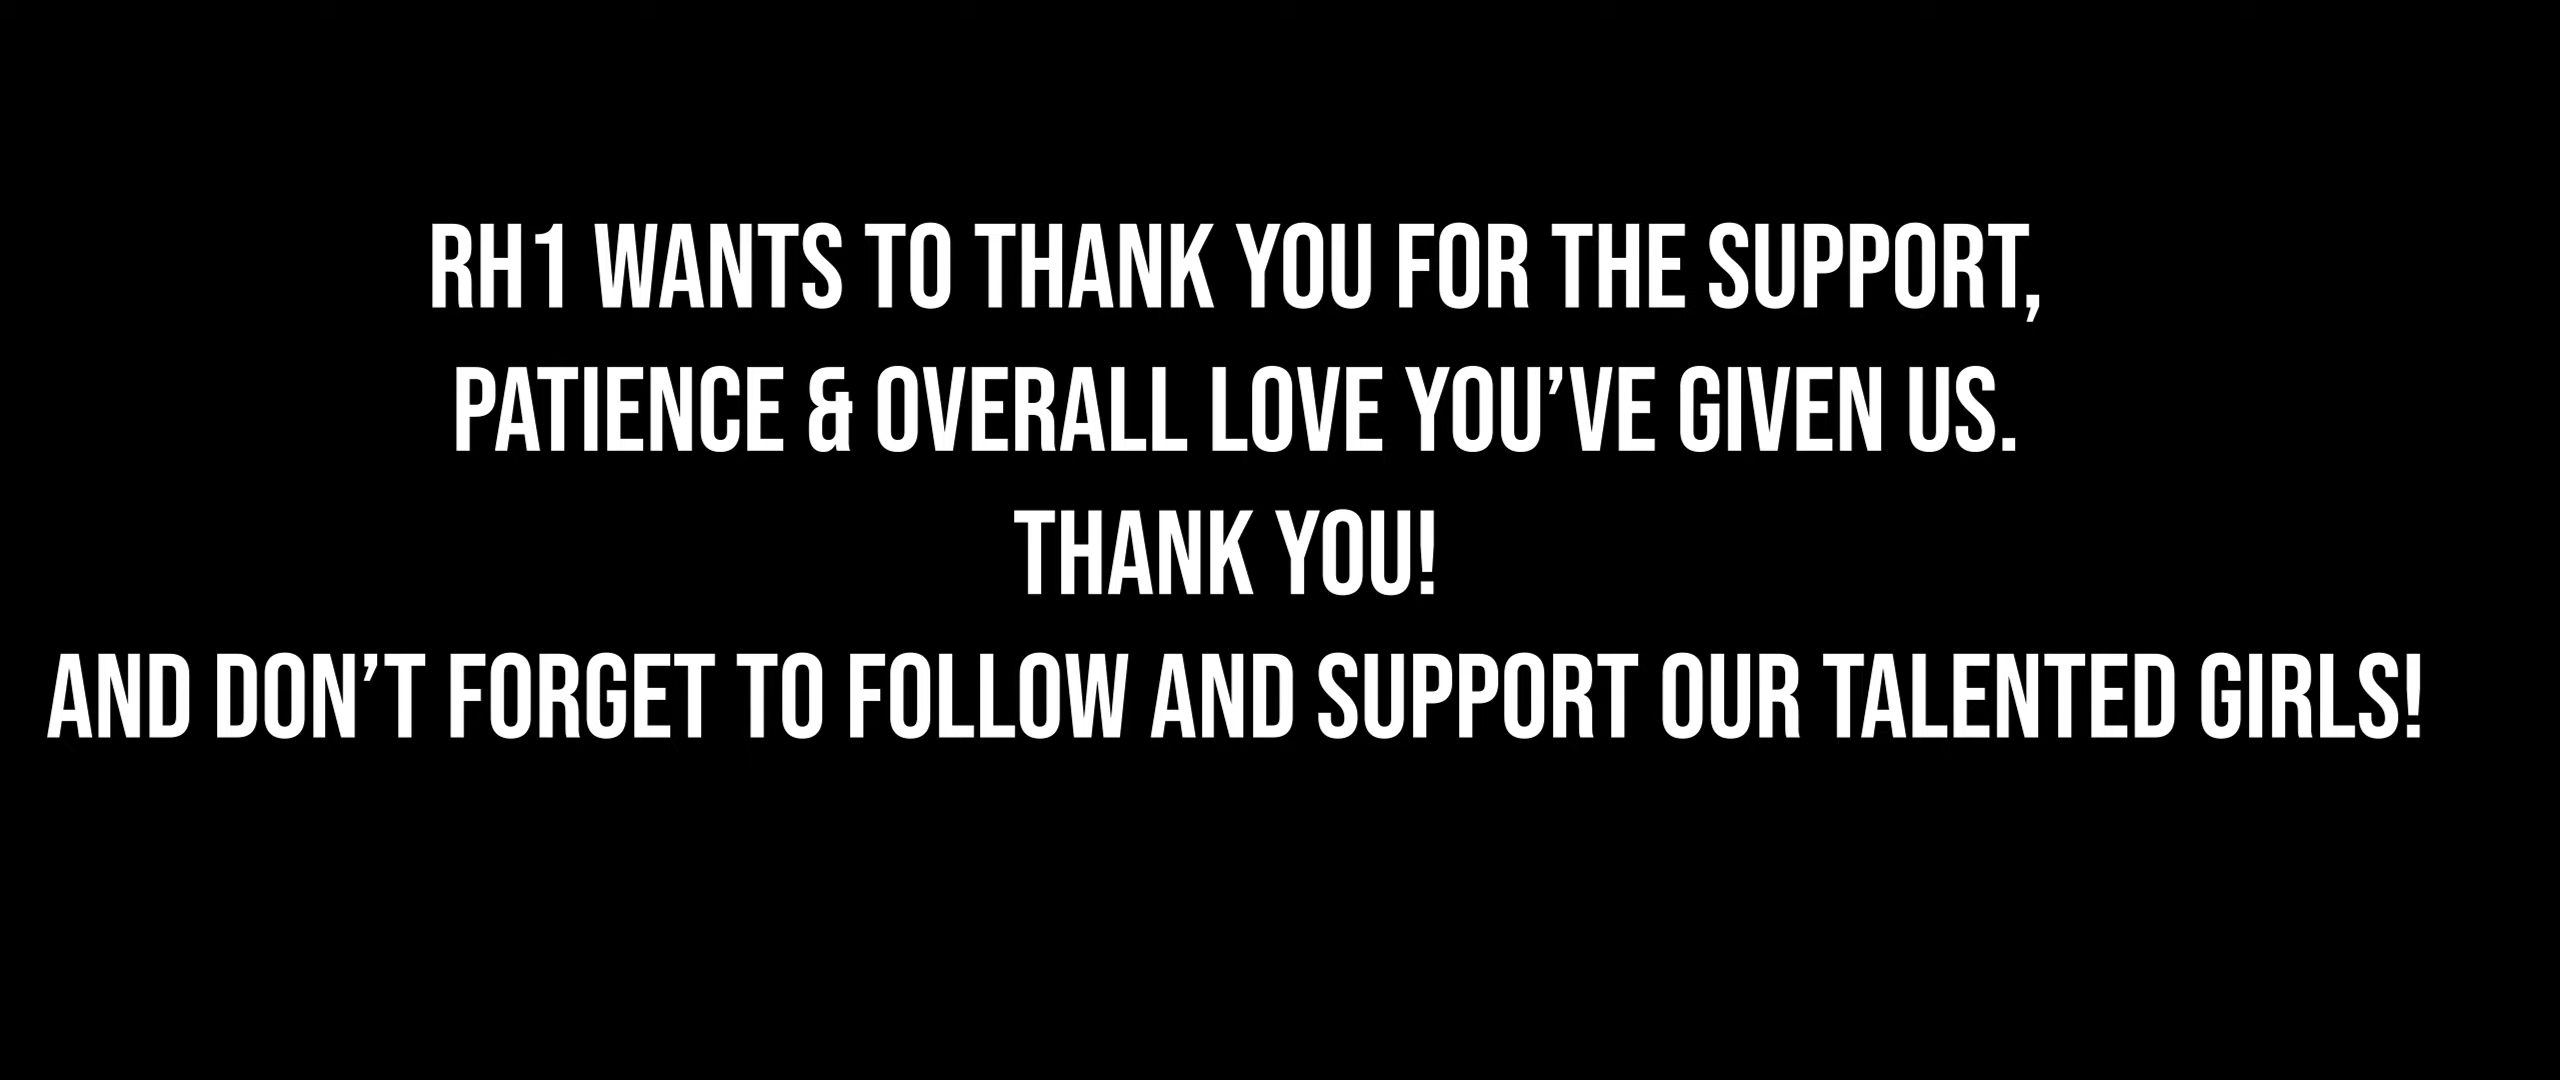 RH1 WANTS TO THANK YOU FOR THE SUPPORT,
PATIENCE & OVERALL LOVE YOU’VE GIVEN US.
THANK YOU!
AND DON’T FORGET TO FOLLOW AND SUPPORT OUR TALENTED GIRLS!